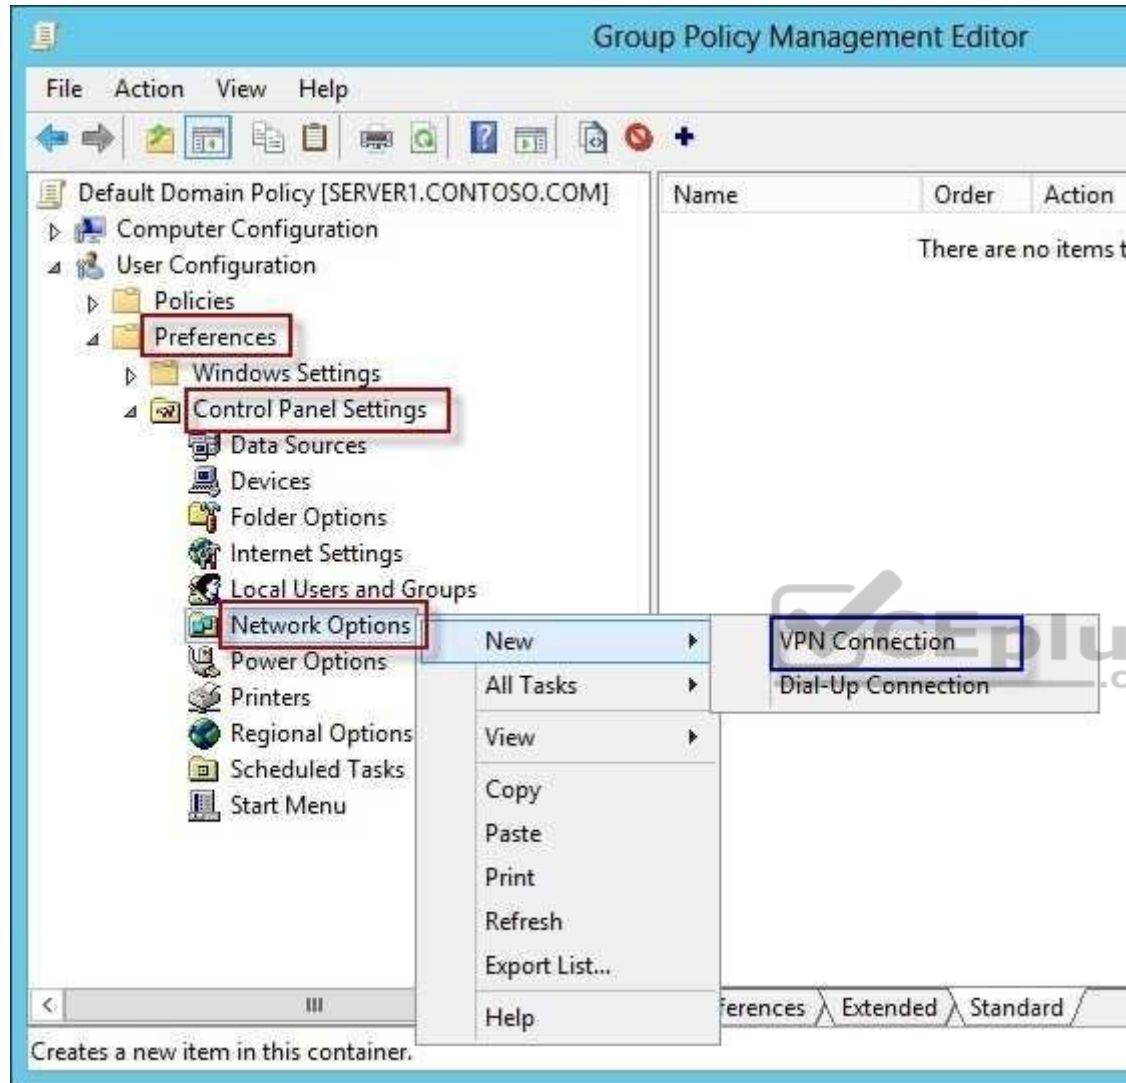 Group Policy Management Editor
File Action View Help
Default Domain Policy [SERVER1.CONTOSO.COM]
Computer Configuration
User Configuration
Policies
Preferences
Windows Settings
Control Panel Settings
Data Sources
Devices
Folder Options
Internet Settings
Local Users and Groups
Network Options
Power Options
Printers
Regional Options
Scheduled Tasks
Start Menu
Name Order Action
There are no items t
New
All Tasks
View
Copy
Paste
Print
Refresh
Export List...
Help
VPN Connection
Dial-Up Connection
CEplu
.c
ferences Extended Standard
Creates a new item in this container.